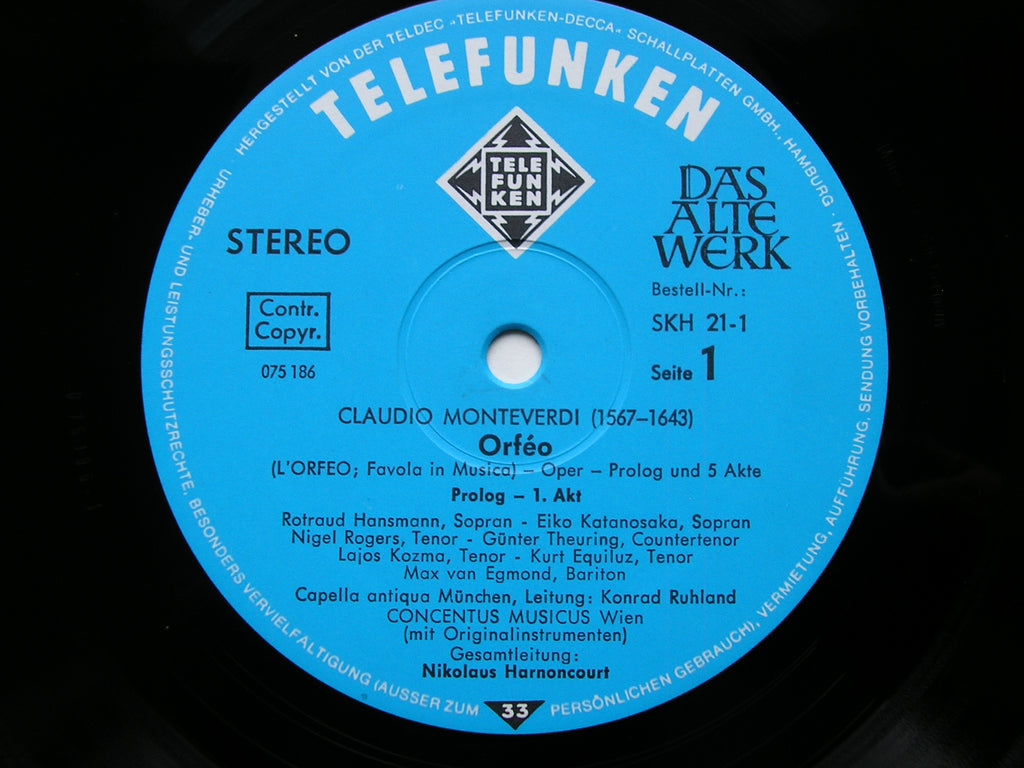 HERGESTELLT VON DER TELDEC »TELEFUNKEN-DECCA« SCHALLPLATTEN GMBH., HAMBURG ·
URHEBER- UND LEISTUNGSSCHUTZRECHTE, BESONDERS VERVIELFALTIGUNG (AUSSER ZUM PERSÖNLICHEN GEBRAUCH), VERMIETUNG, AUFFÜHRUNG, SENDUNG VORBEHALTEN ·
TELEFUNKEN
TELE
FUN
KEN
DAS
ALTE
WERK
STEREO
Bestell-Nr.:
SKH 21-1
Seite 1
Contr.
Copyr.
075 186
CLAUDIO MONTEVERDI (1567–1643)
Orféo
(L'ORFEO; Favola in Musica) – Oper – Prolog und 5 Akte
Prolog – 1. Akt
Rotraud Hansmann, Sopran - Eiko Katanosaka, Sopran
Nigel Rogers, Tenor - Günter Theuring, Countertenor
Lajos Kozma, Tenor - Kurt Equiluz, Tenor
Max van Egmond, Bariton
Capella antiqua München, Leitung: Konrad Ruhland
CONCENTUS MUSICUS Wien
(mit Originalinstrumenten)
Gesamtleitung:
Nikolaus Harnoncourt
33